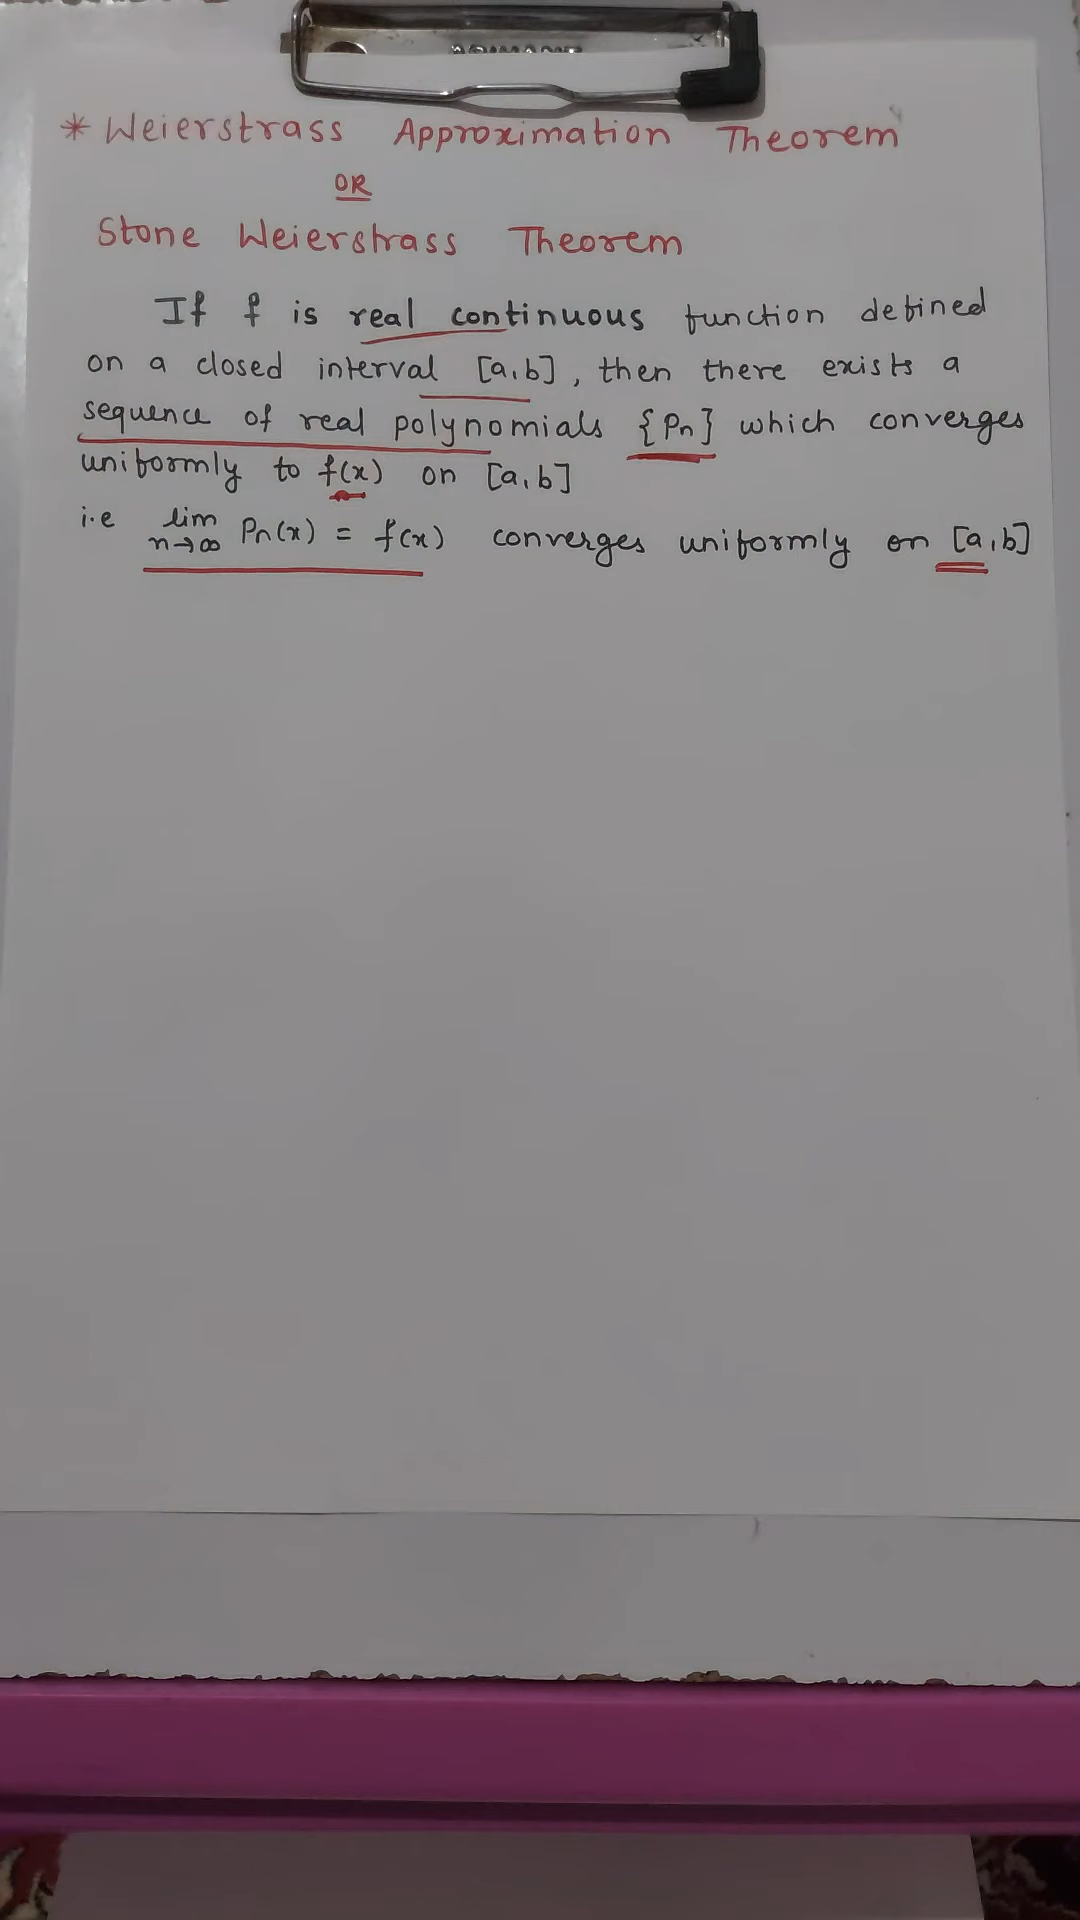 * Weierstrass Approximation Theorem
OR
Stone Weierstrass Theorem
If f is real continuous function defined
on a closed interval [a,b], then there exists a
sequence of real polynomials {Pn} which converges
uniformly to f(x) on [a,b]
i.e lim n→∞ Pn(x) = f(x) converges uniformly on [a,b]